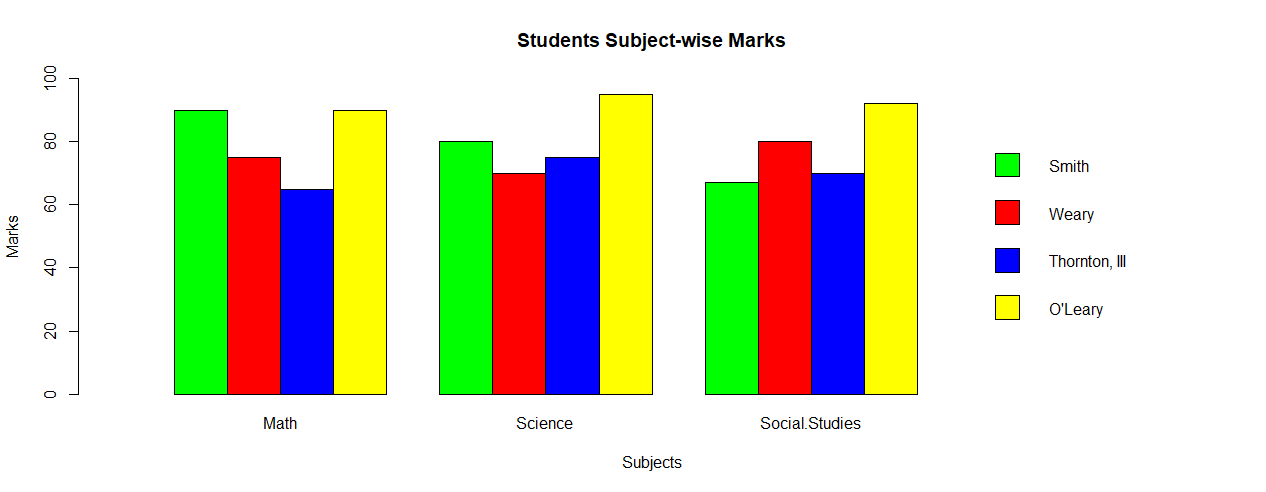 Students Subject-wise Marks
Marks
100
80
60
40
20
0
Math
Science
Social.Studies
Subjects
Smith
Weary
Thornton, III
O'Leary